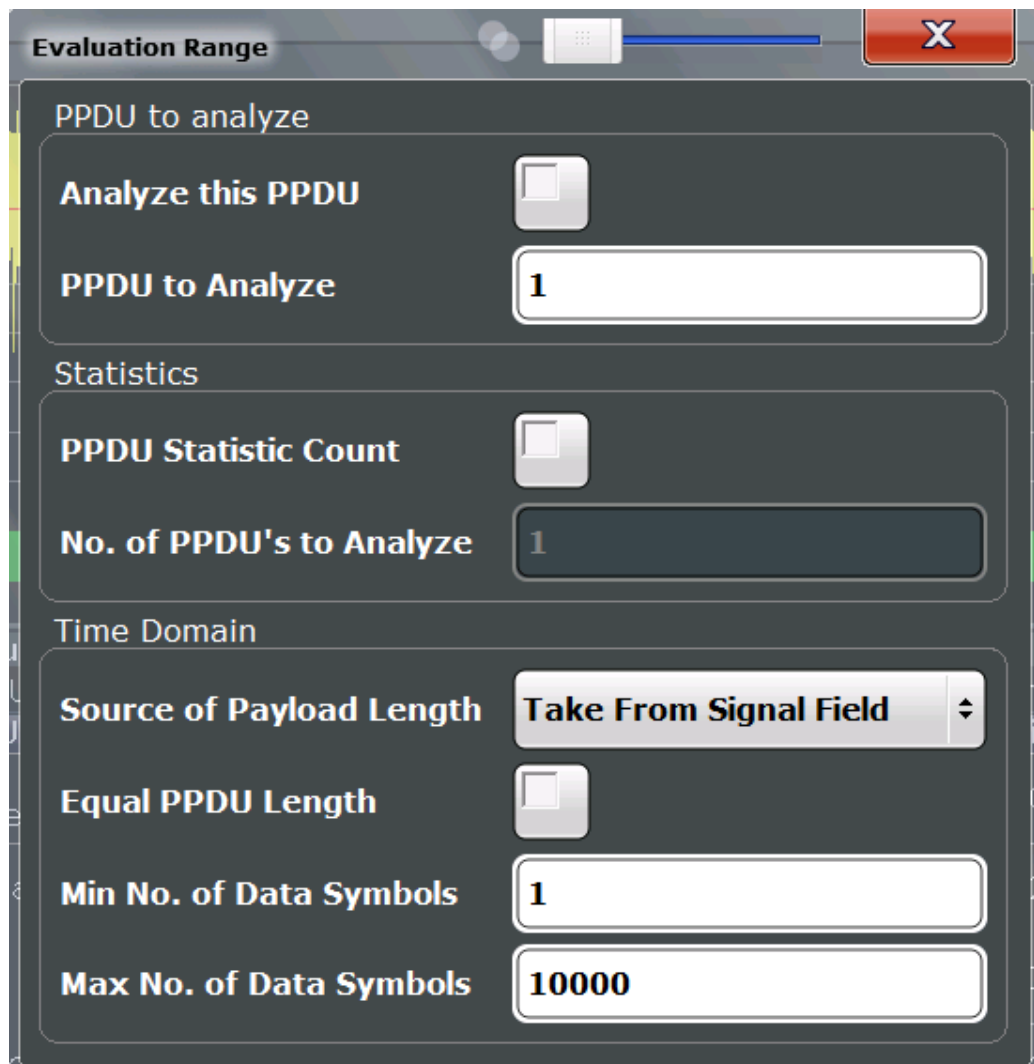 Evaluation Range
X
PPDU to analyze
Analyze this PPDU
PPDU to Analyze
1
Statistics
PPDU Statistic Count
No. of PPDU's to Analyze
1
Time Domain
Source of Payload Length
Take From Signal Field
Equal PPDU Length
Min No. of Data Symbols
1
Max No. of Data Symbols
10000